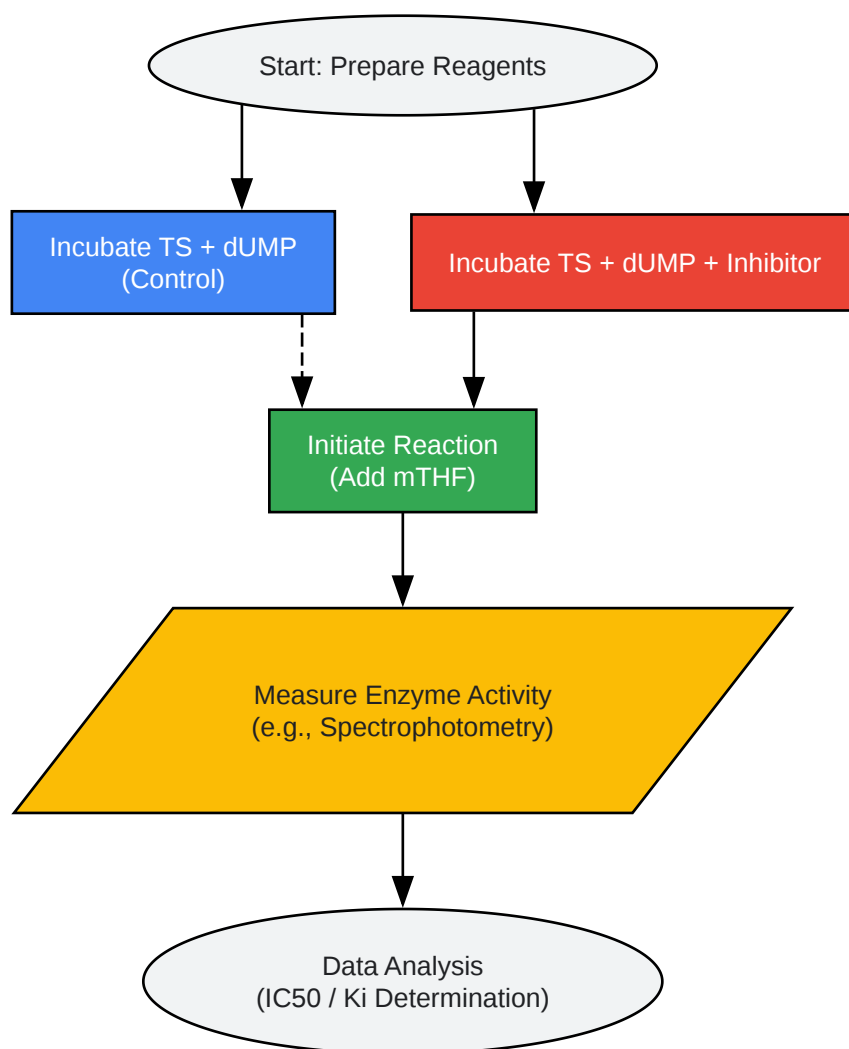 Start: Prepare Reagents
Incubate TS + dUMP
(Control)
Incubate TS + dUMP + Inhibitor
Initiate Reaction
(Add mTHF)
Measure Enzyme Activity
(e.g., Spectrophotometry)
Data Analysis
(IC50 / Ki Determination)